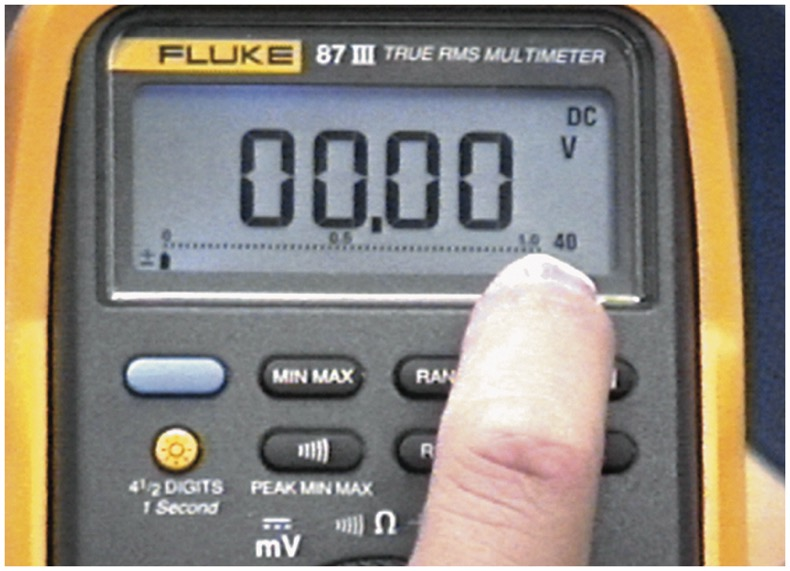 FLUKE 87 III TRUE RMS MULTIMETER
DC
V
00.00
0 0.5 1.0 40
±
MIN MAX
4 1/2 DIGITS
1 Second
PEAK MIN MAX
mV
Ω